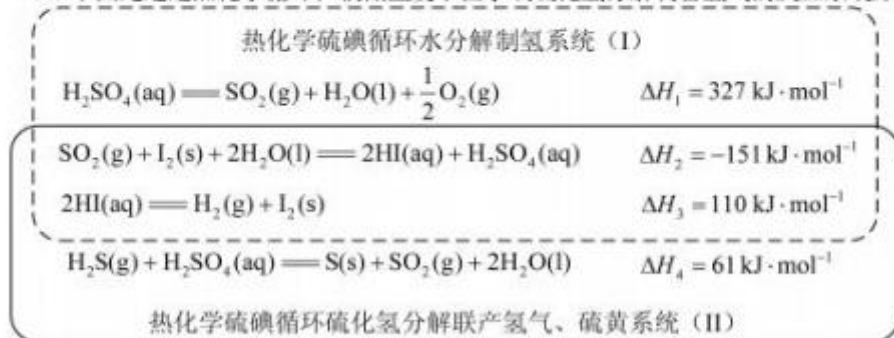 热化学硫碘循环水分解制氢系统（I）
H₂SO₄(aq)══SO₂(g)+H₂O(l)+\frac{1}{2}O₂(g) ΔH₁=327 kJ·mol⁻¹
SO₂(g)+I₂(s)+2H₂O(l)══2HI(aq)+H₂SO₄(aq) ΔH₂=−151 kJ·mol⁻¹
2HI(aq)══H₂(g)+I₂(s) ΔH₃=110 kJ·mol⁻¹
H₂S(g)+H₂SO₄(aq)══S(s)+SO₂(g)+2H₂O(l) ΔH₄=61 kJ·mol⁻¹
热化学硫碘循环硫化氢分解联产氢气、硫黄系统（II）